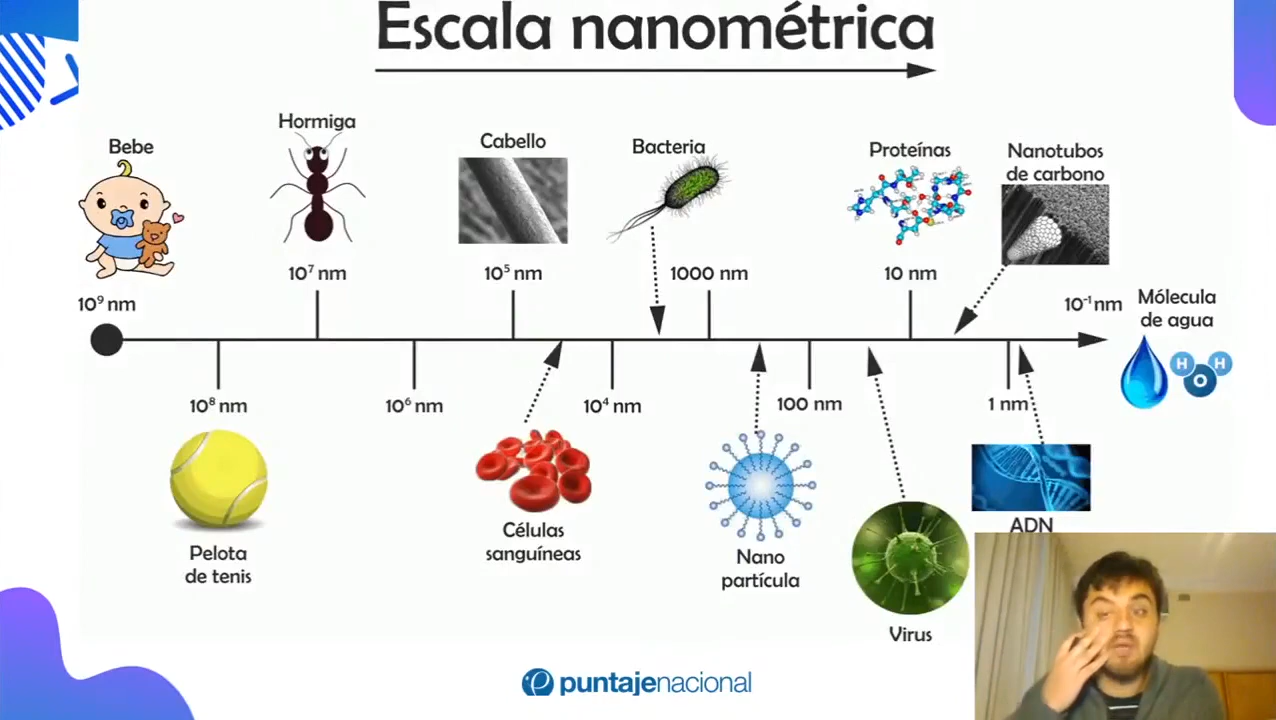 Escala nanométrica
Bebe
Hormiga
Cabello
Bacteria
Proteínas
Nanotubos
de carbono
10⁹ nm
10⁷ nm
10⁵ nm
1000 nm
10 nm
10⁻¹ nm
Mólecula
de agua
H
H
O
10⁸ nm
10⁶ nm
10⁴ nm
100 nm
1 nm
Pelota
de tenis
Células
sanguíneas
Nano
partícula
Virus
ADN
puntajenacional